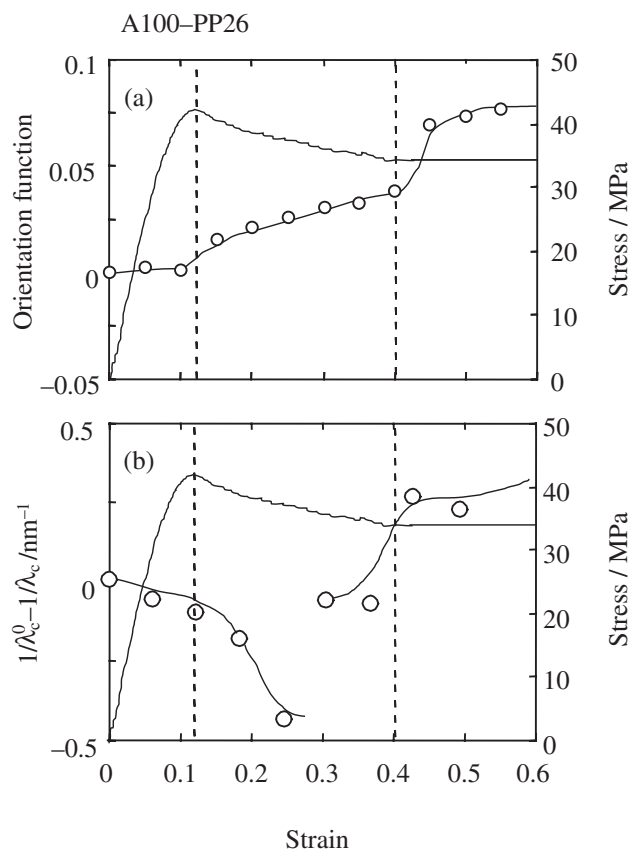 A100–PP26
(a)
0.1
0.05
0
–0.05
Orientation function
50
40
30
20
10
0
Stress / MPa
(b)
0.5
0
–0.5
1/λc⁰–1/λc /nm⁻¹
50
40
30
20
10
0
Stress / MPa
0 0.1 0.2 0.3 0.4 0.5 0.6
Strain